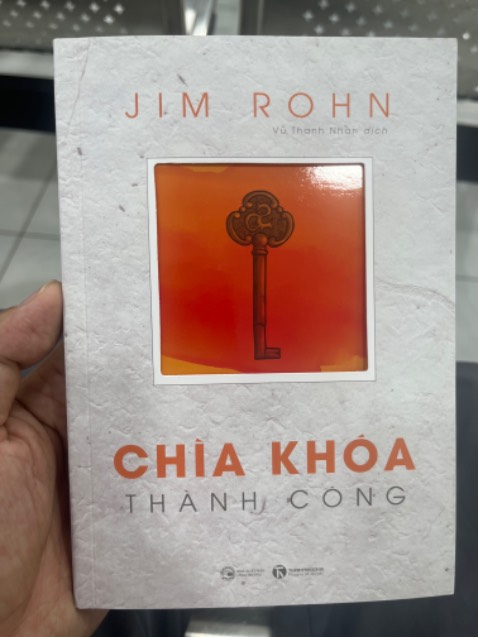 JIM ROHN
Vũ Thanh Nhàn dịch
CHÌA KHÓA
THÀNH CÔNG